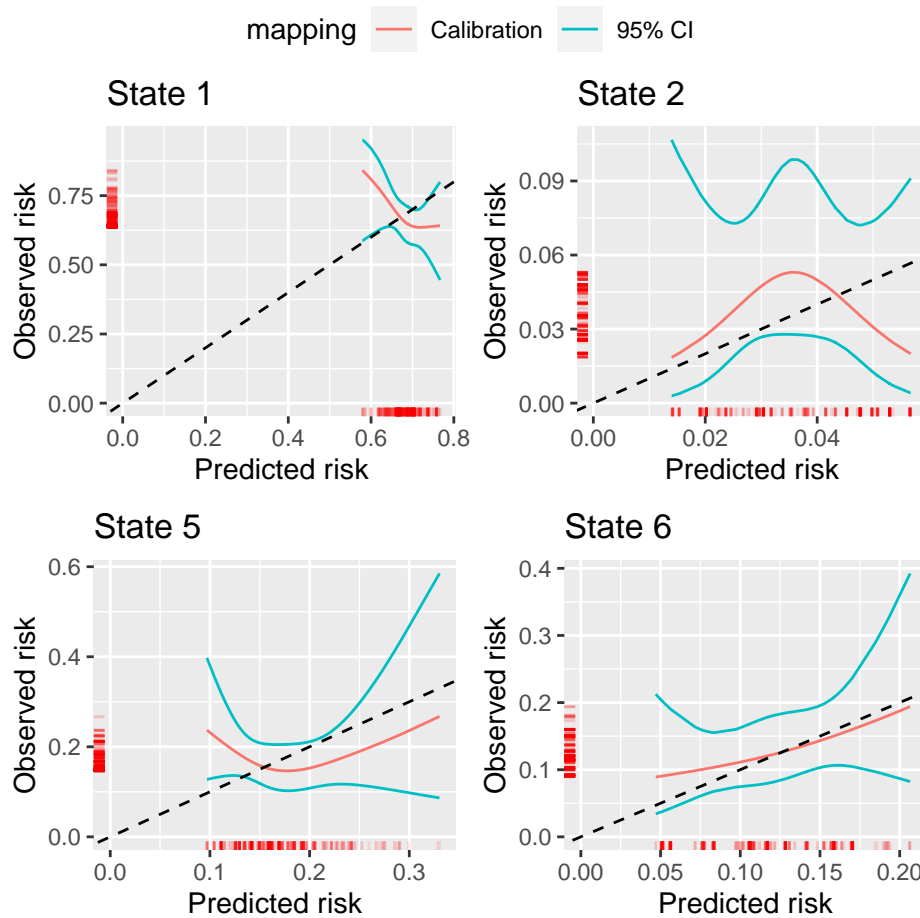 mapping Calibration 95% CI
State 1
Observed risk
0.75
0.50
0.25
0.00
0.0 0.2 0.4 0.6 0.8
Predicted risk
State 2
Observed risk
0.09
0.06
0.03
0.00
0.00 0.02 0.04
Predicted risk
State 5
Observed risk
0.6
0.4
0.2
0.0
0.0 0.1 0.2 0.3
Predicted risk
State 6
Observed risk
0.4
0.3
0.2
0.1
0.0
0.00 0.05 0.10 0.15 0.20
Predicted risk